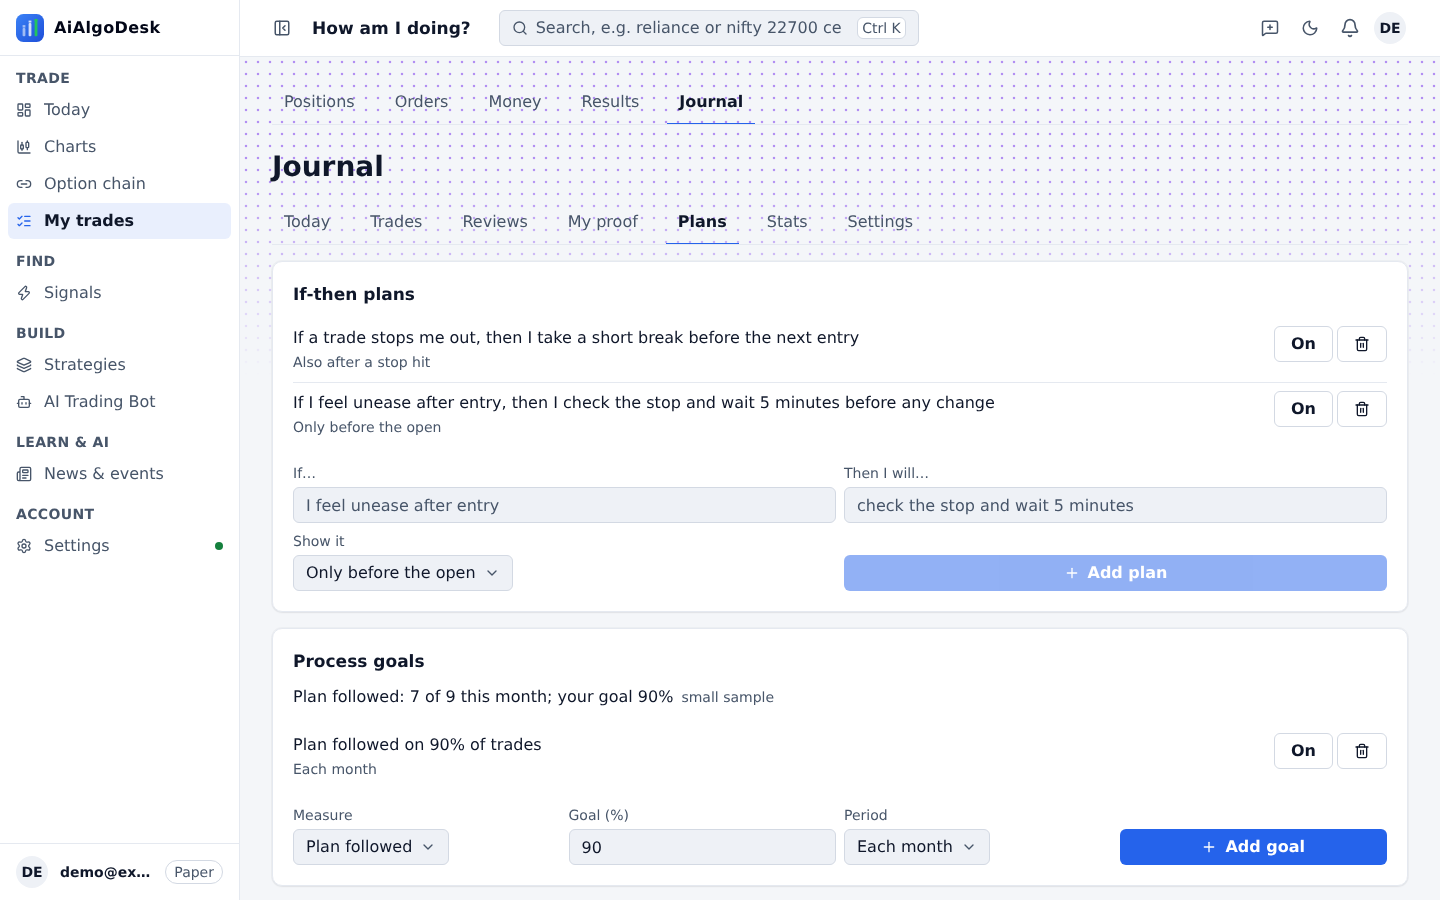 AiAlgoDesk
How am I doing?
Search, e.g. reliance or nifty 22700 ce
Ctrl K
DE
TRADE
Today
Charts
Option chain
My trades
FIND
Signals
BUILD
Strategies
AI Trading Bot
LEARN & AI
News & events
ACCOUNT
Settings
DE
demo@ex...
Paper
Positions Orders Money Results Journal
Journal
Today Trades Reviews My proof Plans Stats Settings
If-then plans
If a trade stops me out, then I take a short break before the next entry
Also after a stop hit
On
If I feel unease after entry, then I check the stop and wait 5 minutes before any change
Only before the open
On
If... Then I will...
I feel unease after entry check the stop and wait 5 minutes
Show it
Only before the open + Add plan
Process goals
Plan followed: 7 of 9 this month; your goal 90% small sample
Plan followed on 90% of trades
Each month
On
Measure Goal (%) Period
Plan followed 90 Each month + Add goal